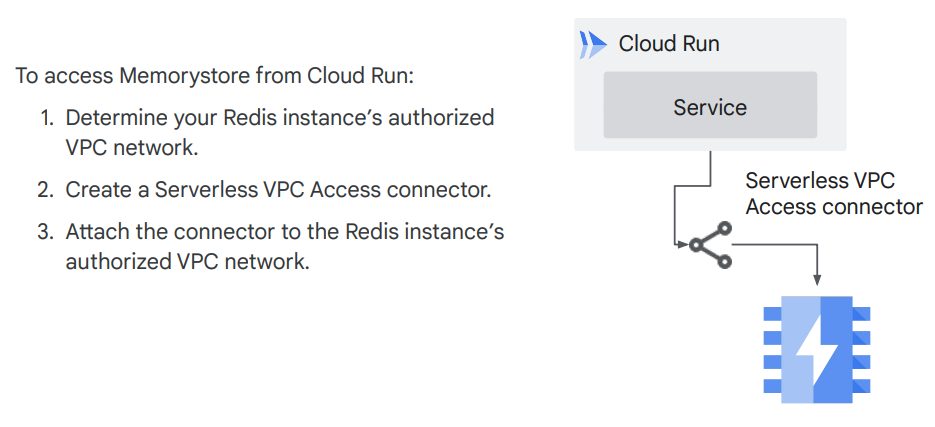 To access Memorystore from Cloud Run:
1. Determine your Redis instance’s authorized
VPC network.
2. Create a Serverless VPC Access connector.
3. Attach the connector to the Redis instance’s
authorized VPC network.
Cloud Run
Service
Serverless VPC
Access connector